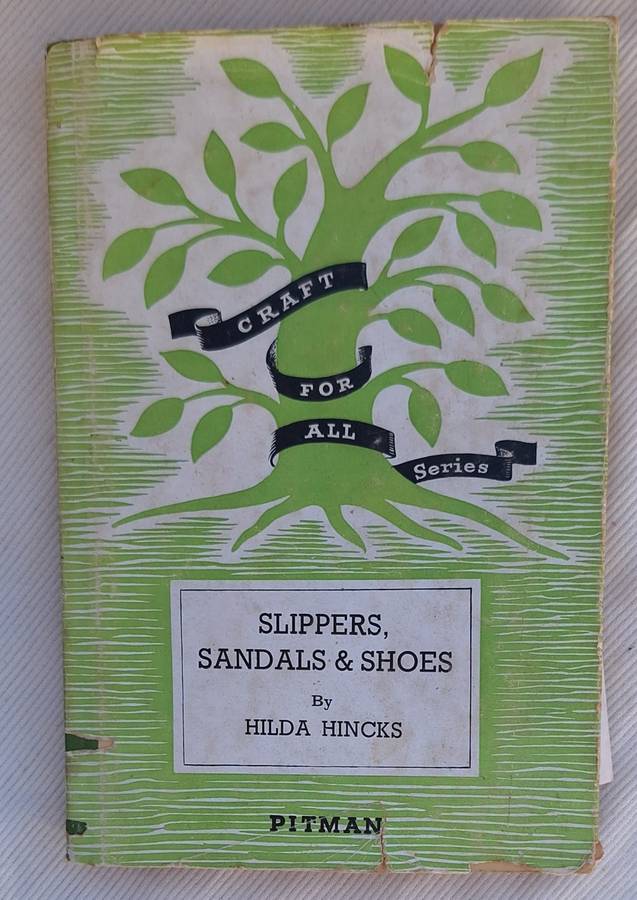 CRAFT
FOR
ALL
Series
SLIPPERS,
SANDALS & SHOES
By
HILDA HINCKS
PITMAN